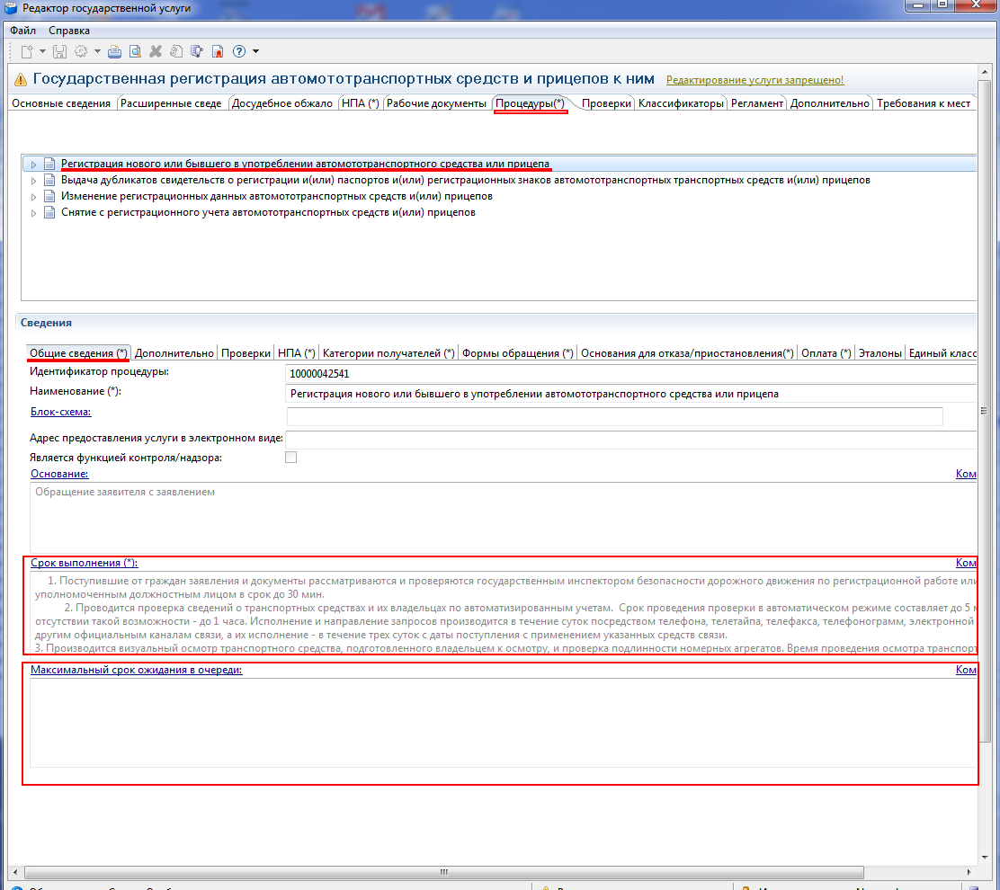 Редактор государственной услуги
Файл Справка
Государственная регистрация автомототранспортных средств и прицепов к ним Редактирование услуги запрещено!
Основные сведения Расширенные сведе Досудебное обжало НПА (*) Рабочие документы Процедуры(*) Проверки Классификаторы Регламент Дополнительно Требования к мест
Регистрация нового или бывшего в употреблении автомототранспортного средства или прицепа
Выдача дубликатов свидетельств о регистрации и(или) паспортов и(или) регистрационных знаков автомототранспортных транспортных средств и(или) прицепов
Изменение регистрационных данных автомототранспортных средств и(или) прицепов
Снятие с регистрационного учета автомототранспортных средств и(или) прицепов
Сведения
Общие сведения (*) Дополнительно Проверки НПА (*) Категории получателей (*) Формы обращения (*) Основания для отказа/приостановления(*) Оплата (*) Эталоны Единый класс
Идентификатор процедуры: 10000042541
Наименование (*): Регистрация нового или бывшего в употреблении автомототранспортного средства или прицепа
Блок-схема:
Адрес предоставления услуги в электронном виде:
Является функцией контроля/надзора:
Основание: Ком
Обращение заявителя с заявлением
Срок выполнения (*): Ком
1. Поступившие от граждан заявления и документы рассматриваются и проверяются государственным инспектором безопасности дорожного движения по регистрационной работе или
уполномоченным должностным лицом в срок до 30 мин.
2. Проводится проверка сведений о транспортных средствах и их владельцах по автоматизированным учетам. Срок проведения проверки в автоматическом режиме составляет до 5 м
отсутствии такой возможности - до 1 часа. Исполнение и направление запросов производится в течение суток посредством телефона, телетайпа, телефакса, телефонограмм, электронной
другим официальным каналам связи, а их исполнение - в течение трех суток с даты поступления с применением указанных средств связи.
3. Производится визуальный осмотр транспортного средства, подготовленного владельцем к осмотру, и проверка подлинности номерных агрегатов. Время проведения осмотра транспорт
Максимальный срок ожидания в очереди: Ком